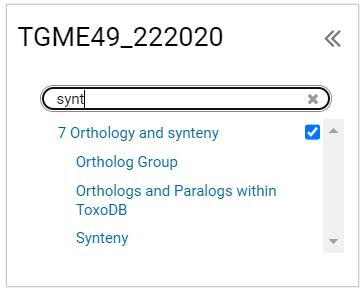 TGME49_222020
synt
7 Orthology and synteny
Ortholog Group
Orthologs and Paralogs within
ToxoDB
Synteny